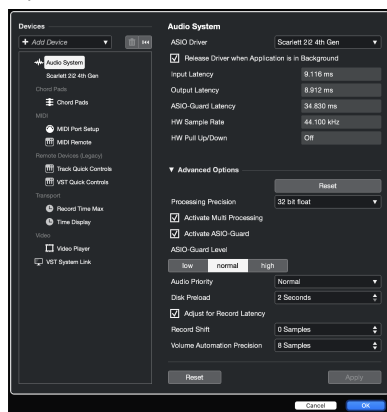 Devices
+ Add Device
Audio System
Scarlett 2i2 4th Gen
Chord Pads
Chord Pads
MIDI
MIDI Port Setup
MIDI Remote
Remote Devices (Legacy)
Track Quick Controls
VST Quick Controls
Transport
Record Time Max
Time Display
Video
Video Player
VST System Link
Audio System
ASIO Driver Scarlett 2i2 4th Gen
Release Driver when Application is in Background
Input Latency 9.116 ms
Output Latency 8.912 ms
ASIO-Guard Latency 34.830 ms
HW Sample Rate 44.100 kHz
HW Pull Up/Down Off
Advanced Options
Reset
Processing Precision 32 bit float
Activate Multi Processing
Activate ASIO-Guard
ASIO-Guard Level
low normal high
Audio Priority Normal
Disk Preload 2 Seconds
Adjust for Record Latency
Record Shift 0 Samples
Volume Automation Precision 8 Samples
Reset Apply
Cancel OK